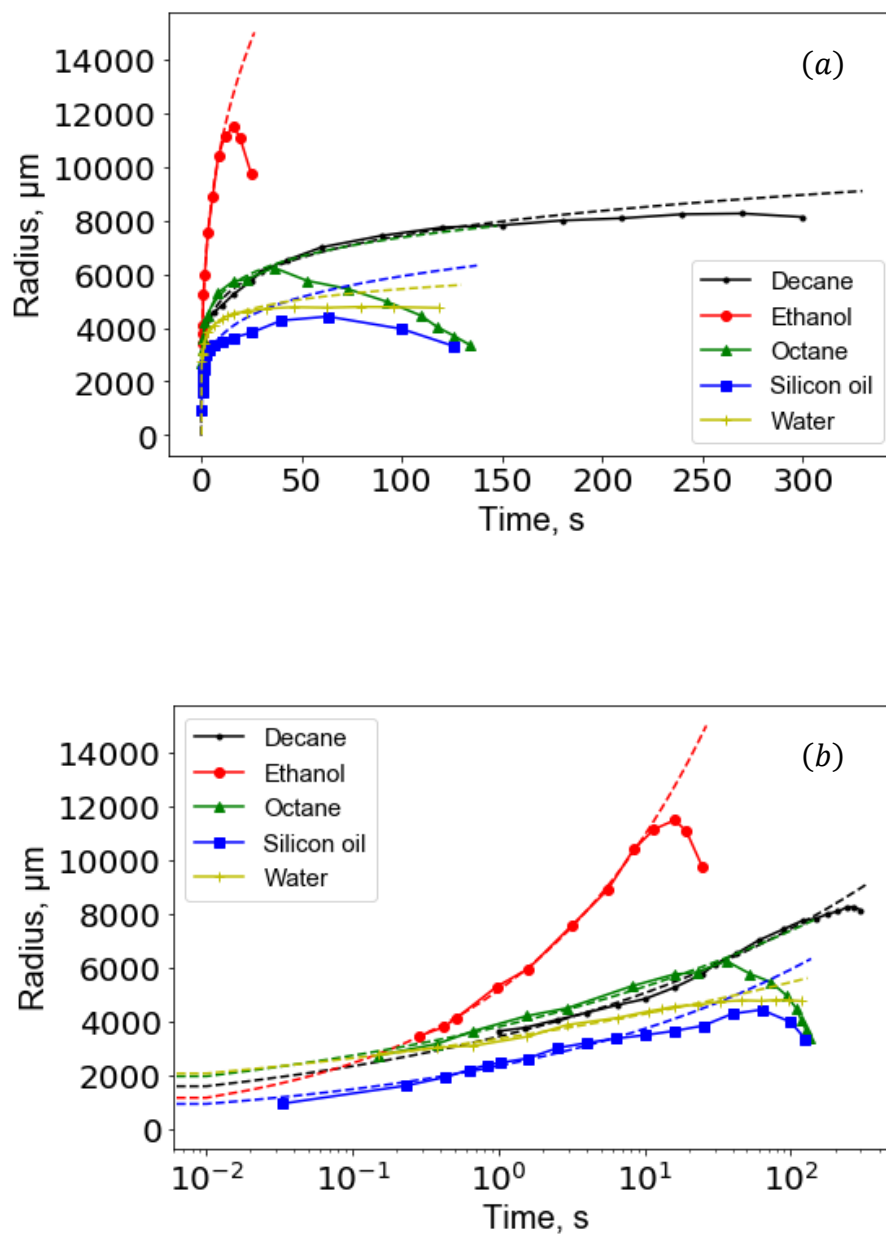 (a)
14000
12000
10000
8000
6000
4000
2000
0
Radius, µm
Decane
Ethanol
Octane
Silicon oil
Water
0 50 100 150 200 250 300
Time, s
(b)
Decane
Ethanol
Octane
Silicon oil
Water
14000
12000
10000
8000
6000
4000
2000
0
Radius, µm
10⁻² 10⁻¹ 10⁰ 10¹ 10²
Time, s